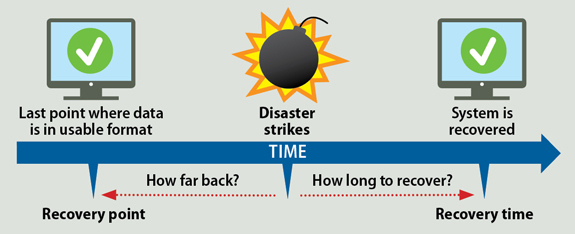 Last point where data
is in usable format
Disaster
strikes
System is
recovered
TIME
How far back?
How long to recover?
Recovery point
Recovery time